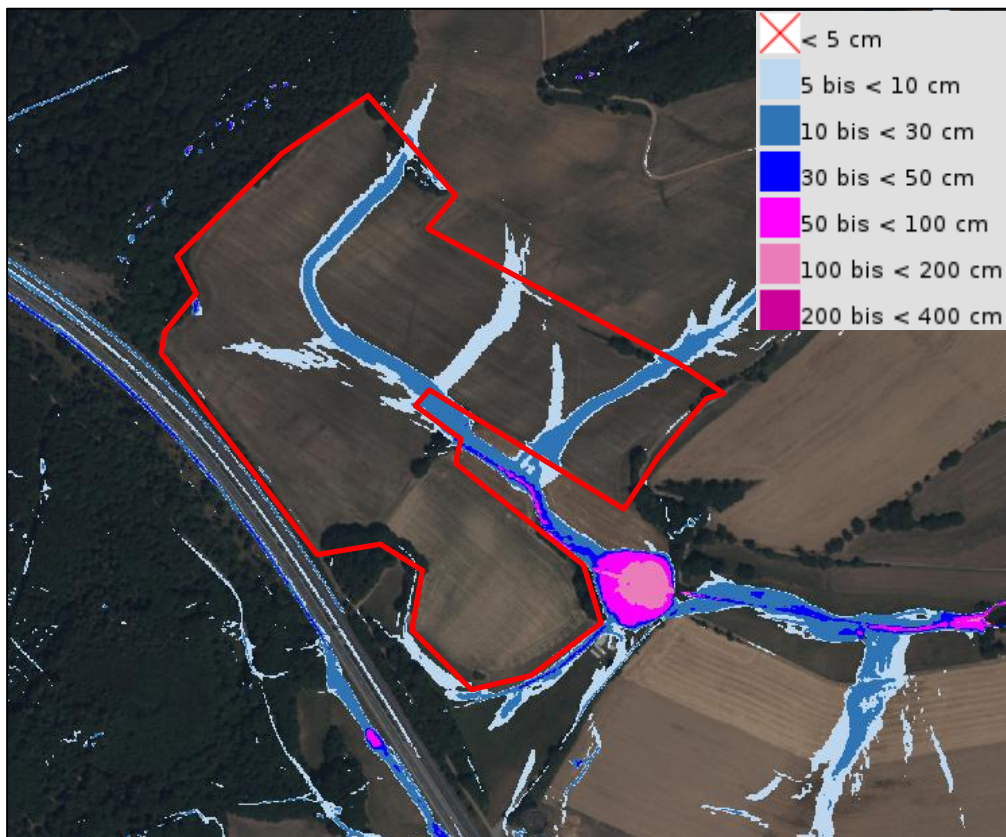 < 5 cm
5 bis < 10 cm
10 bis < 30 cm
30 bis < 50 cm
50 bis < 100 cm
100 bis < 200 cm
200 bis < 400 cm